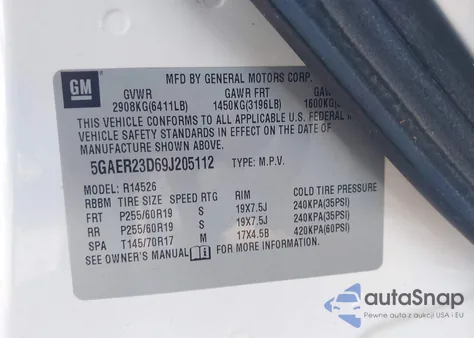 GM
MFD BY GENERAL MOTORS CORP.
GVWR GAWR FRT GAWR
2908KG(6411LB) 1450KG(3196LB) 1600KG
THIS VEHICLE CONFORMS TO ALL APPLICABLE U.S. FEDERAL
VEHICLE SAFETY STANDARDS IN EFFECT ON THE DATE OF
MANUFACTURE SHOWN ABOVE.
5GAER23D69J205112 TYPE: M.P.V.
MODEL: R14526
RBBM TIRE SIZE SPEED RTG RIM COLD TIRE PRESSURE
FRT P255/60R19 S 19X7.5J 240KPA(35PSI)
RR P255/60R19 S 19X7.5J 240KPA(35PSI)
SPA T145/70R17 M 17X4.5B 420KPA(60PSI)
SEE OWNER'S MANUAL FOR MORE INFORMATION.
autoSnap
Pewne auta z aukcji USA i EU